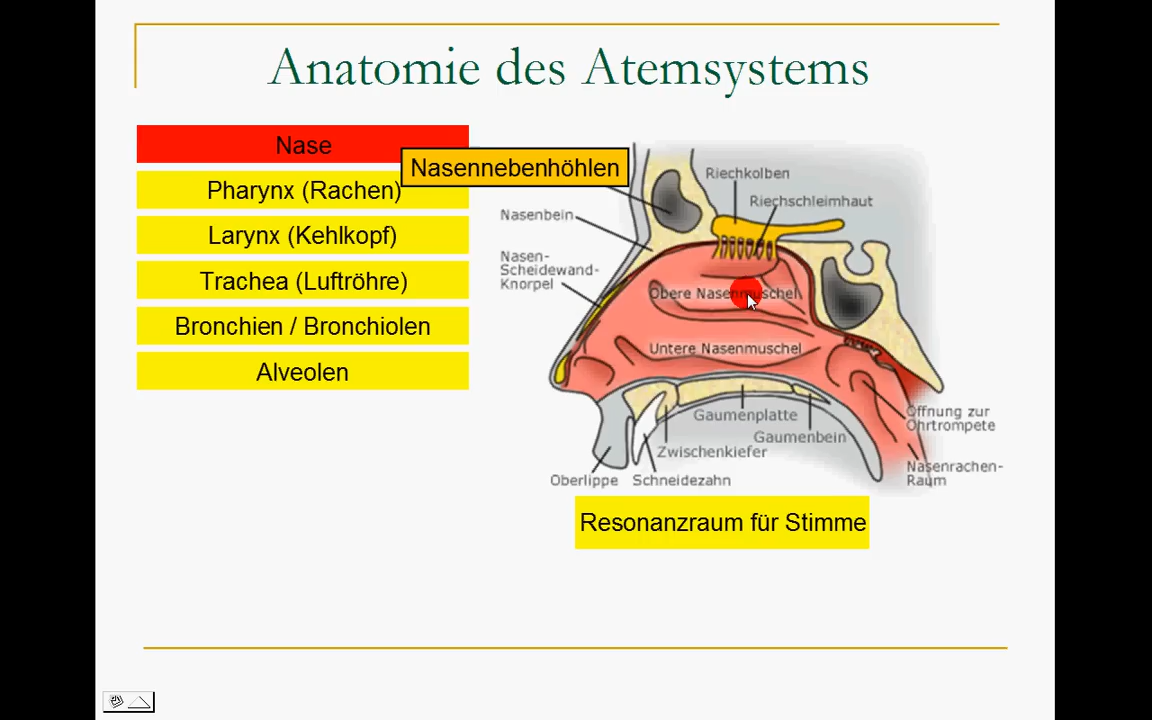 Anatomie des Atemsystems
Nase
Pharynx (Rachen)
Larynx (Kehlkopf)
Trachea (Luftröhre)
Bronchien / Bronchiolen
Alveolen
Nasennebenhöhlen
Riechkolben
Riechschleimhaut
Nasenbein
Nasen-
Scheidewand-
Knorpel
Obere Nasenmuschel
Untere Nasenmuschel
Gaumenplatte
Gaumenbein
Zwischenkiefer
Öffnung zur
Ohrtrompete
Nasenrachen-
Raum
Oberlippe
Schneidezahn
Resonanzraum für Stimme